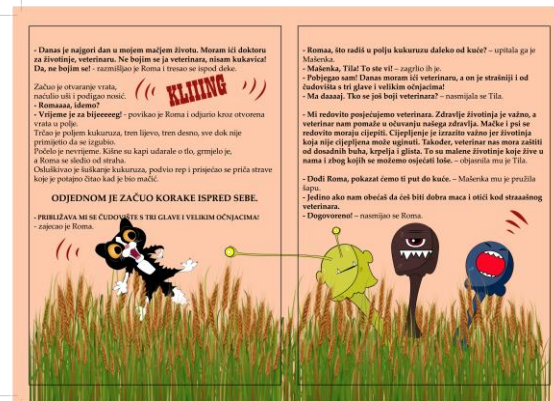 - Danas je najgori dan u mojem mačjem životu. Moram ići doktoru
za životinje, veterinaru. Ne bojim se ja veterinara, nisam kukavica!
Da, ne bojim se! - razmišljao je Roma i tresao se ispod deke.
Začuo je otvaranje vrata,
naćulio uši i podigao nosić.
KLIIING
- Romaaaa, idemo?
- Vrijeme je za bijeeeeg! - povikao je Roma i odjurio kroz otvorena
vrata u polje.
Trčao je poljem kukuruza, tren lijevo, tren desno, sve dok nije
primijetio da se izgubio.
Počelo je nevrijeme. Kišne su kapi udarale o tlo, grmjelo je,
a Roma se sledio od straha.
Osluškivao je šuškanje kukuruza, podvio rep i prisjećao se priča strave
koje je potajno čitao kad je bio mačić.
ODJEDNOM JE ZAČUO KORAKE ISPRED SEBE.
- PRIBLIŽAVA MI SE ČUDOVIŠTE S TRI GLAVE I VELIKIM OČNJACIMA!
- zajecao je Roma.
- Romaa, što radiš u polju kukuruza daleko od kuće? – upitala ga je
Mašenka.
- Mašenka, Tila! To ste vi! – zagrlio ih je.
- Pobjegao sam! Danas moram ići veterinaru, a on je strašniji i od
čudovišta s tri glave i velikim očnjacima!
- Ma daaaaj. Tko se još boji veterinara? – nasmijala se Tila.
- Mi redovito posjećujemo veterinara. Zdravlje životinja je važno, a
veterinar nam pomaže u očuvanju našega zdravlja. Mačke i psi se
redovito moraju cijepiti. Cijepljenje je izrazito važno jer životinja
koja nije cijepljena može uginuti. Također, veterinar nas mora zaštiti
od dosadnih buha, krpelja i glista. To su malene životinje koje žive u
nama i zbog kojih se možemo osjećati loše. – objasnila mu je Tila.
- Dođi Roma, pokazat ćemo ti put do kuće. – Mašenka mu je pružila
šapu.
- Jedino ako nam obećaš da ćeš biti dobra maca i otići kod straaašnog
veterinara.
- Dogovoreno! – nasmijao se Roma.